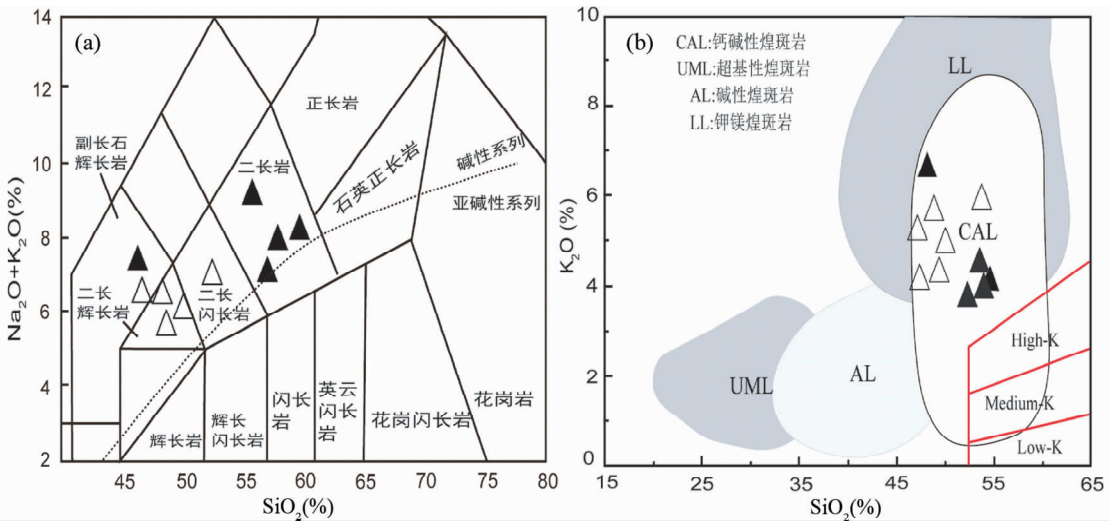 (a)
14
12
10
8
6
4
2
Na₂O+K₂O(%)
正长岩
副长石
辉长岩
二长岩
石英正长岩
碱性系列
亚碱性系列
二长
辉长岩
二长
闪长岩
辉长岩
辉长
闪长岩
闪长
岩
英云
闪长
岩
花岗闪长岩
花岗岩
45
50
55
60
65
70
75
80
SiO₂(%)
(b)
CAL:钙碱性煌斑岩
UML:超基性煌斑岩
AL:碱性煌斑岩
LL:钾镁煌斑岩
10
8
6
4
2
0
K₂O (%)
LL
CAL
UML
AL
High-K
Medium-K
Low-K
15
25
35
45
55
65
SiO₂(%)